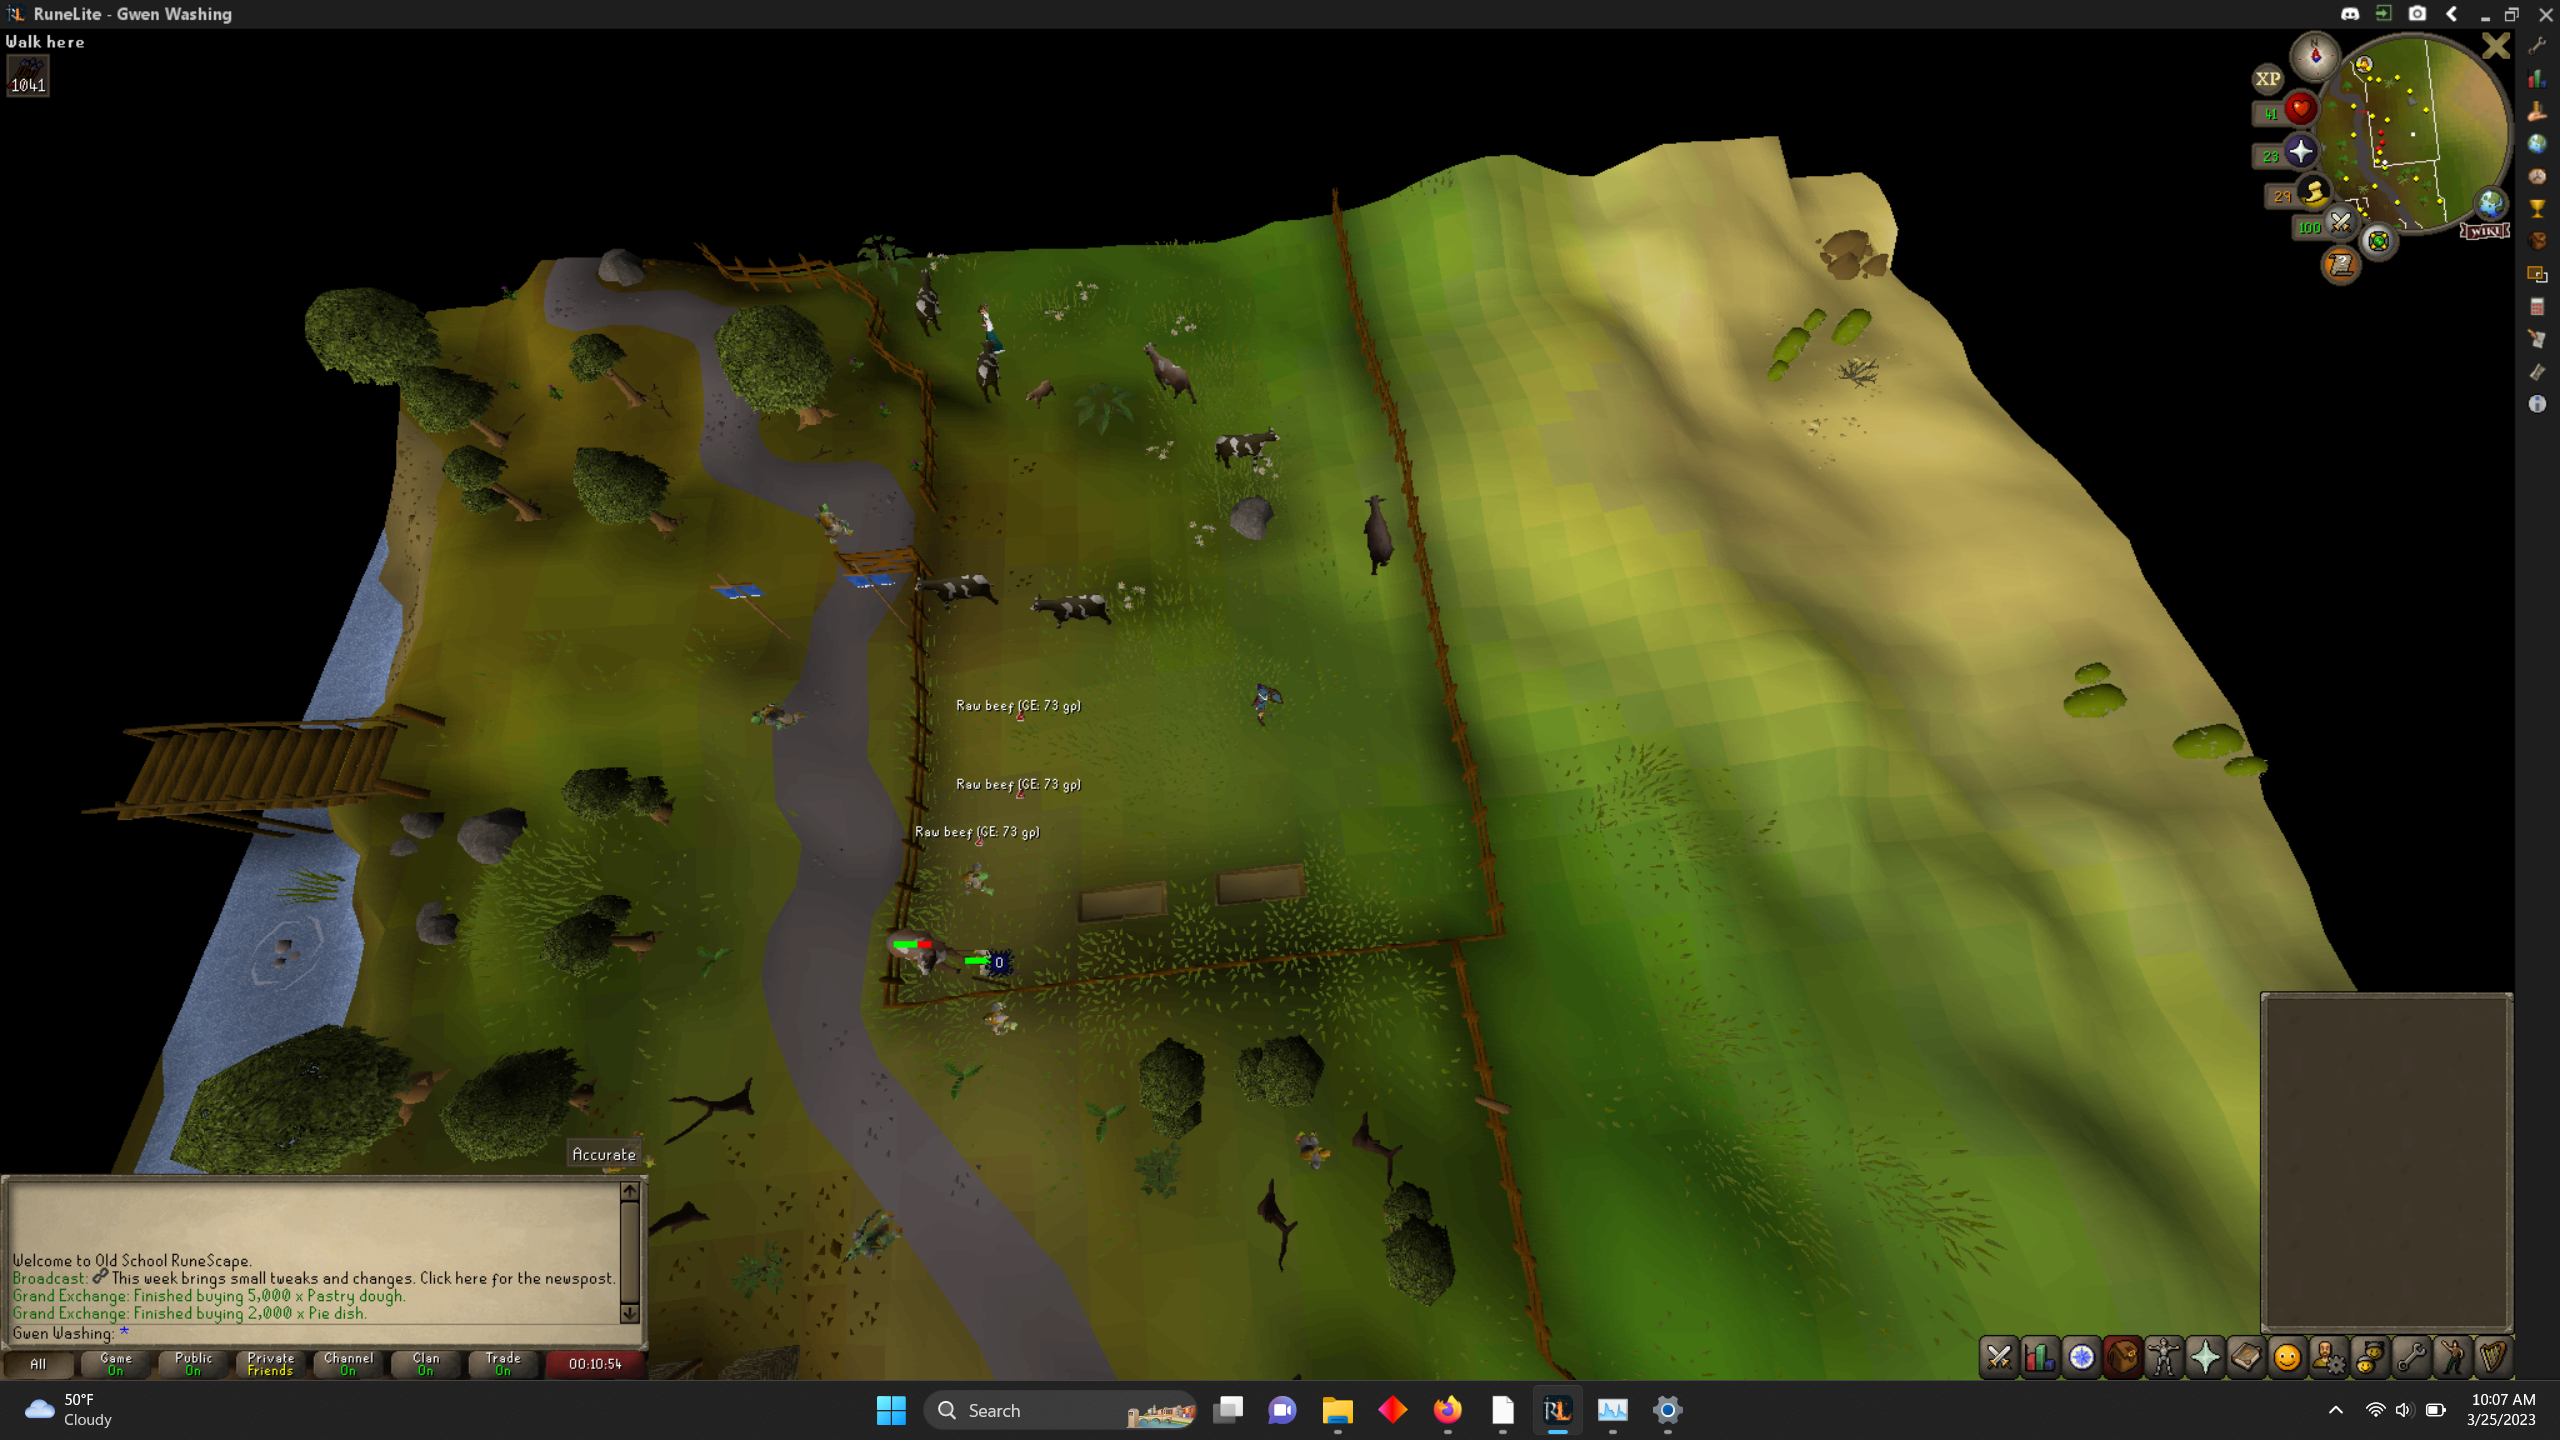 RuneLite - Gwen Washing
Walk here
1041
N
XP
41
23
29
100
WIKI
Raw beef (GE: 73 gp)
Raw beef (GE: 73 gp)
Raw beef (GE: 73 gp)
0
Accurate
Welcome to Old School RuneScape.
Broadcast: This week brings small tweaks and changes. Click here for the newspost.
Grand Exchange: Finished buying 5,000 x Pastry dough.
Grand Exchange: Finished buying 2,000 x Pie dish.
Gwen Washing: *
All
Game On
Public On
Private Friends
Channel On
Clan On
Trade On
00:10:54
50°F
Cloudy
Search
RL
10:07 AM
3/25/2023